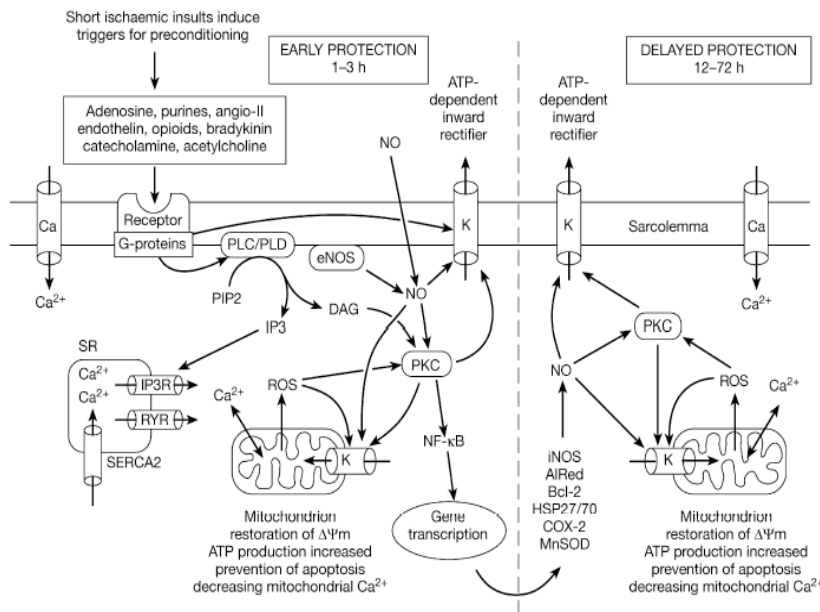 Short ischaemic insults induce
triggers for preconditioning
EARLY PROTECTION
1–3 h
DELAYED PROTECTION
12–72 h
Adenosine, purines, angio-II
endothelin, opioids, bradykinin
catecholamine, acetylcholine
ATP-
dependent
inward
rectifier
ATP-
dependent
inward
rectifier
NO
Ca
Receptor
G-proteins
PLC/PLD
eNOS
K
K
Sarcolemma
Ca
Ca2+
PIP2
IP3
DAG
NO
PKC
Ca2+
PKC
NO
ROS
Ca2+
SR
Ca2+
Ca2+
IP3R
RYR
SERCA2
Ca2+
ROS
K
NF-κB
Gene
transcription
iNOS
AlRed
Bcl-2
HSP27/70
COX-2
MnSOD
K
Mitochondrion
restoration of ΔΨm
ATP production increased
prevention of apoptosis
decreasing mitochondrial Ca2+
Mitochondrion
restoration of ΔΨm
ATP production increased
prevention of apoptosis
decreasing mitochondrial Ca2+